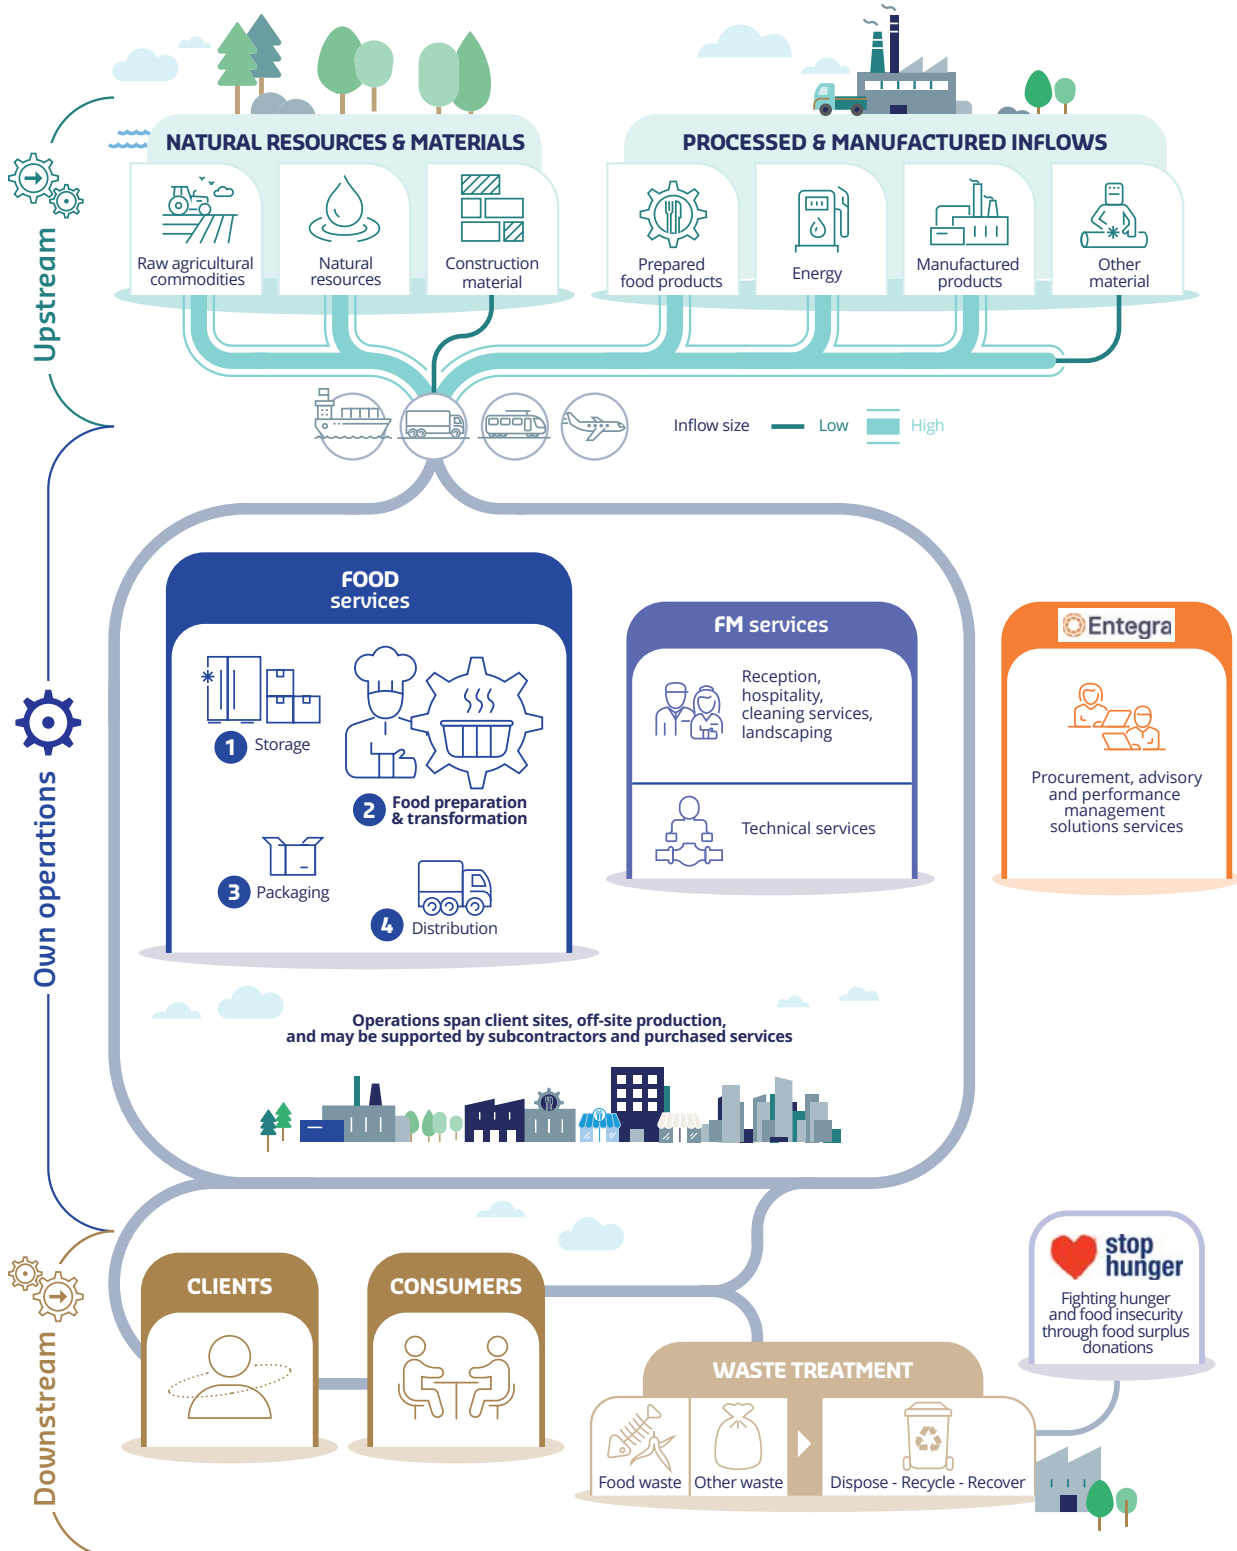 Upstream
NATURAL RESOURCES & MATERIALS
Raw agricultural
commodities
Natural
resources
Construction
material
PROCESSED & MANUFACTURED INFLOWS
Prepared
food products
Energy
Manufactured
products
Other
material
Inflow size
Low
High
Own operations
FOOD
services
1 Storage
2 Food preparation
& transformation
3 Packaging
4 Distribution
FM services
Reception,
hospitality,
cleaning services,
landscaping
Technical services
Entegra
Procurement, advisory
and performance
management
solutions services
Operations span client sites, off-site production,
and may be supported by subcontractors and purchased services
Downstream
CLIENTS
CONSUMERS
WASTE TREATMENT
Food waste
Other waste
Dispose - Recycle - Recover
stop
hunger
Fighting hunger
and food insecurity
through food surplus
donations